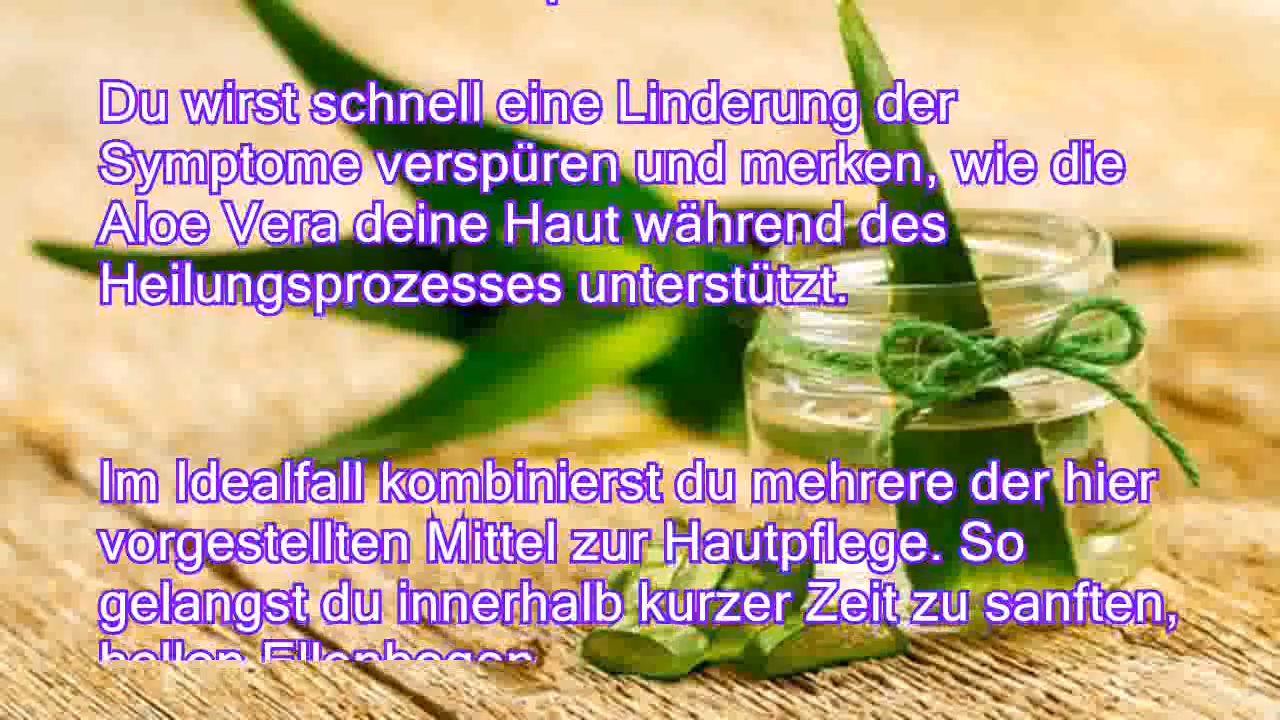 Du wirst schnell eine Linderung der
Symptome verspüren und merken, wie die
Aloe Vera deine Haut während des
Heilungsprozesses unterstützt.
Im Idealfall kombinierst du mehrere der hier
vorgestellten Mittel zur Hautpflege. So
gelangst du innerhalb kurzer Zeit zu sanften,
hellen Ellenbogen